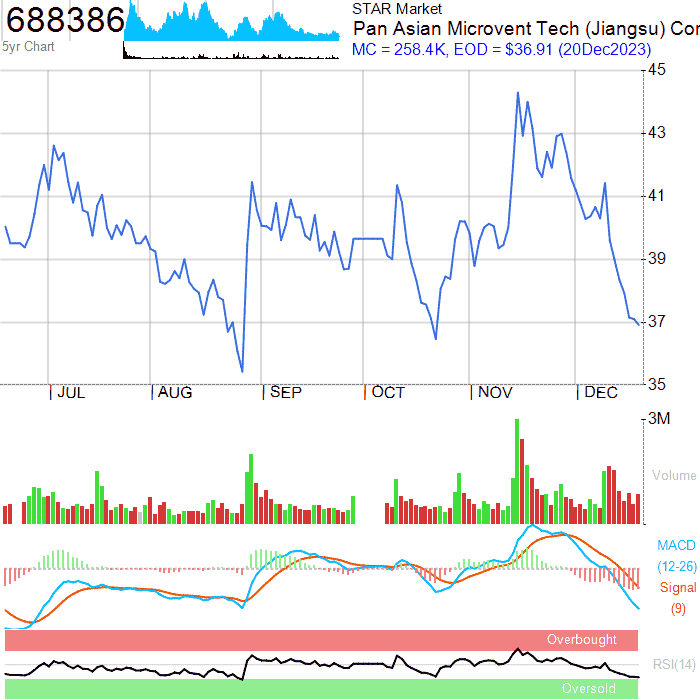 688386
5yr Chart
STAR Market
Pan Asian Microvent Tech (Jiangsu) Cor
MC = 258.4K, EOD = $36.91 (20Dec2023)
45
43
41
39
37
35
JUL AUG SEP OCT NOV DEC
3M
Volume
MACD
(12-26)
Signal
(9)
Overbought
RSI(14)
Oversold